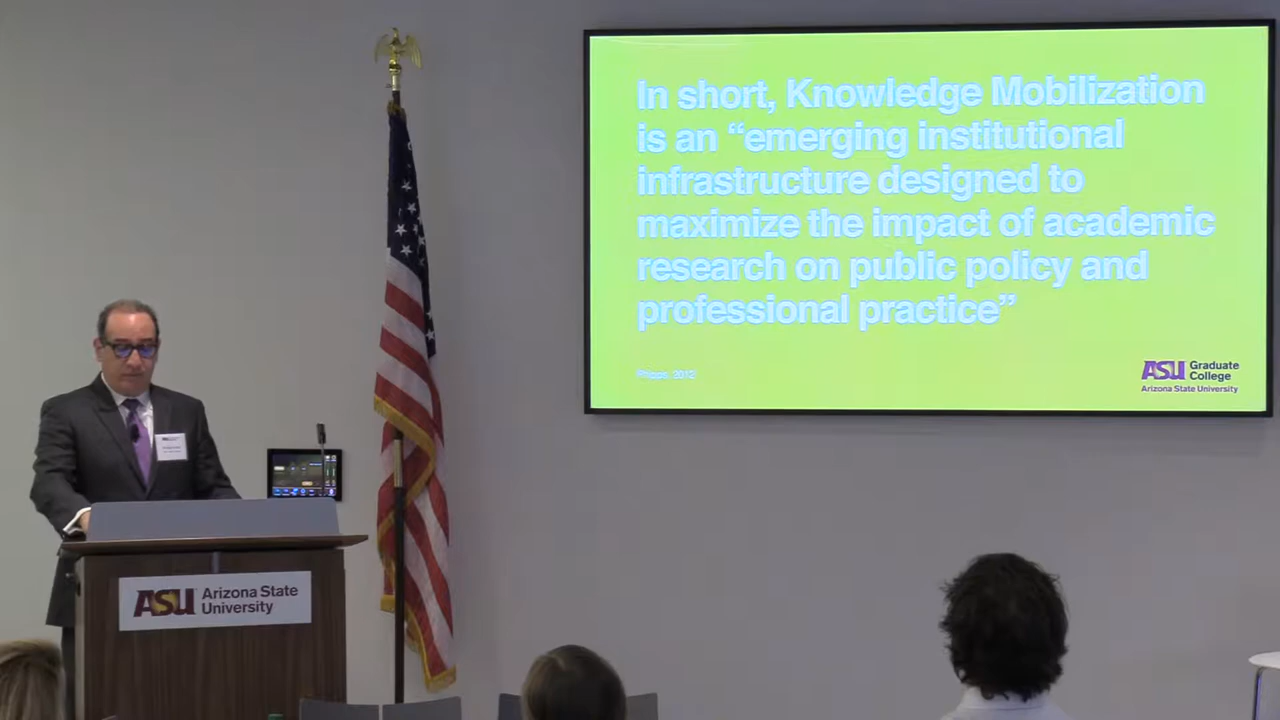 In short, Knowledge Mobilization
is an “emerging institutional
infrastructure designed to
maximize the impact of academic
research on public policy and
professional practice”
Phipps 2012
ASU Graduate
College
Arizona State University
ASU Arizona State
University